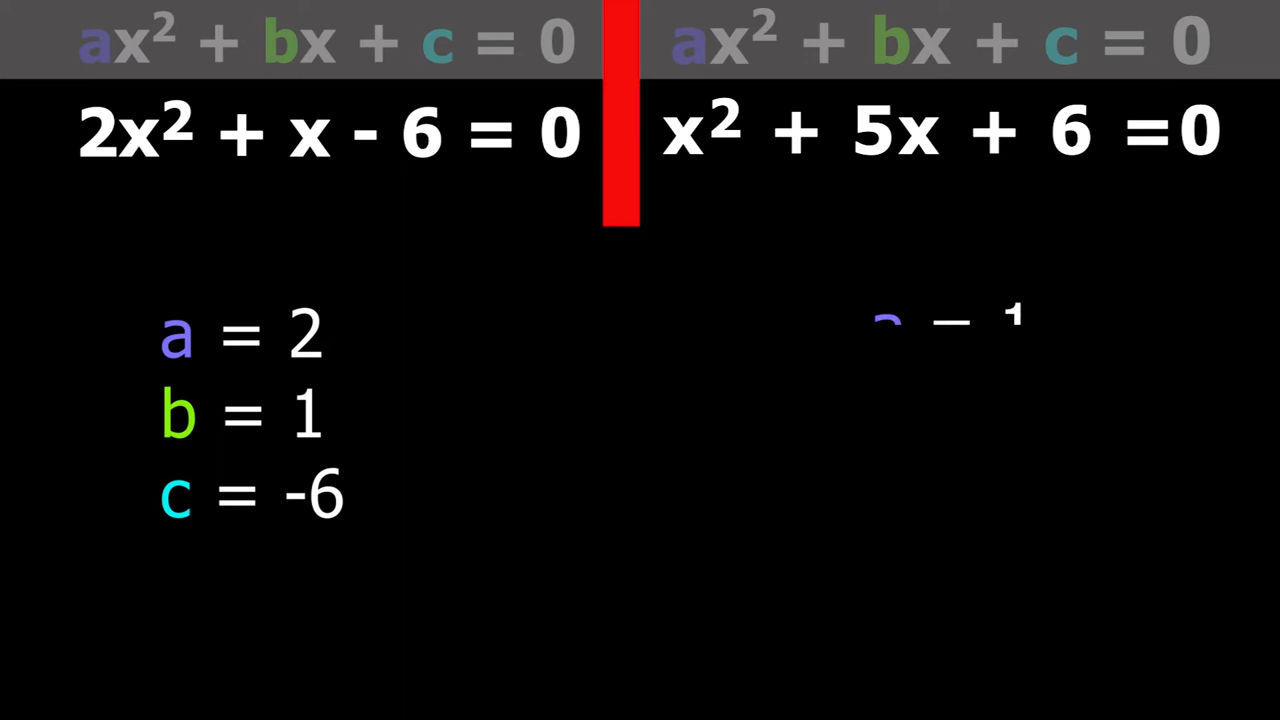 ax² + bx + c = 0
2x² + x - 6 = 0
a = 2
b = 1
c = -6
ax² + bx + c = 0
x² + 5x + 6 =0